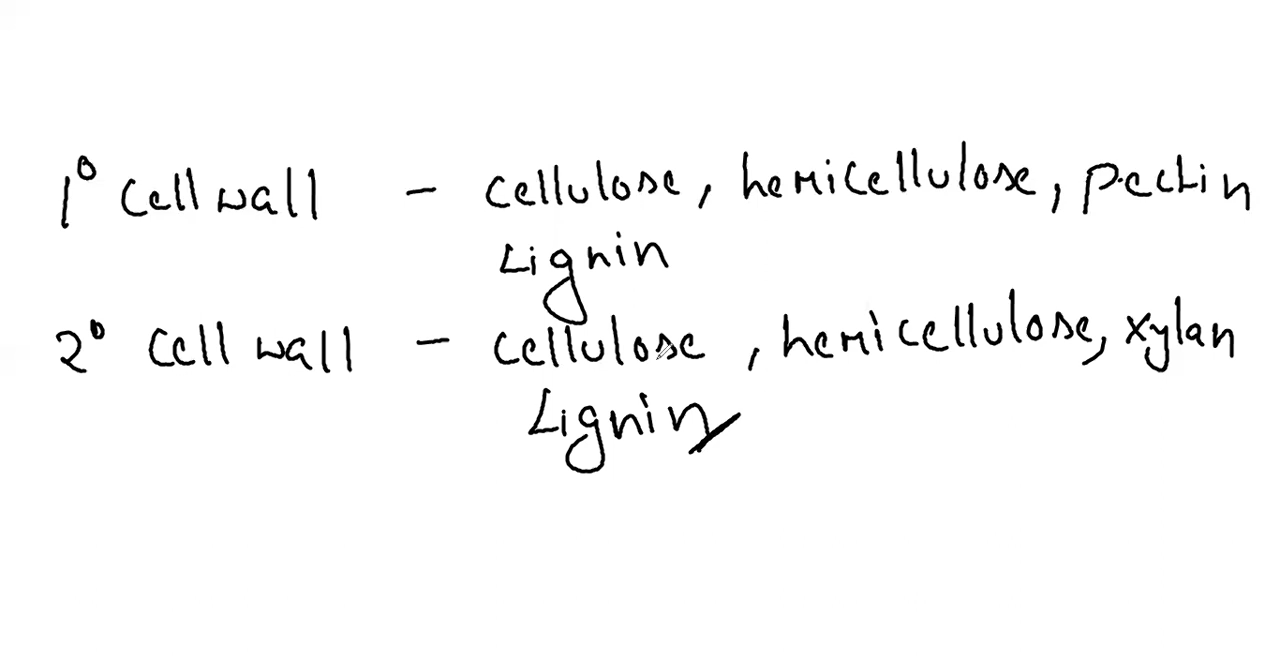 1° Cell wall - cellulose, hemicellulose, pectin
Lignin
2° Cell wall - cellulose, hemicellulose, xylan
Lignin